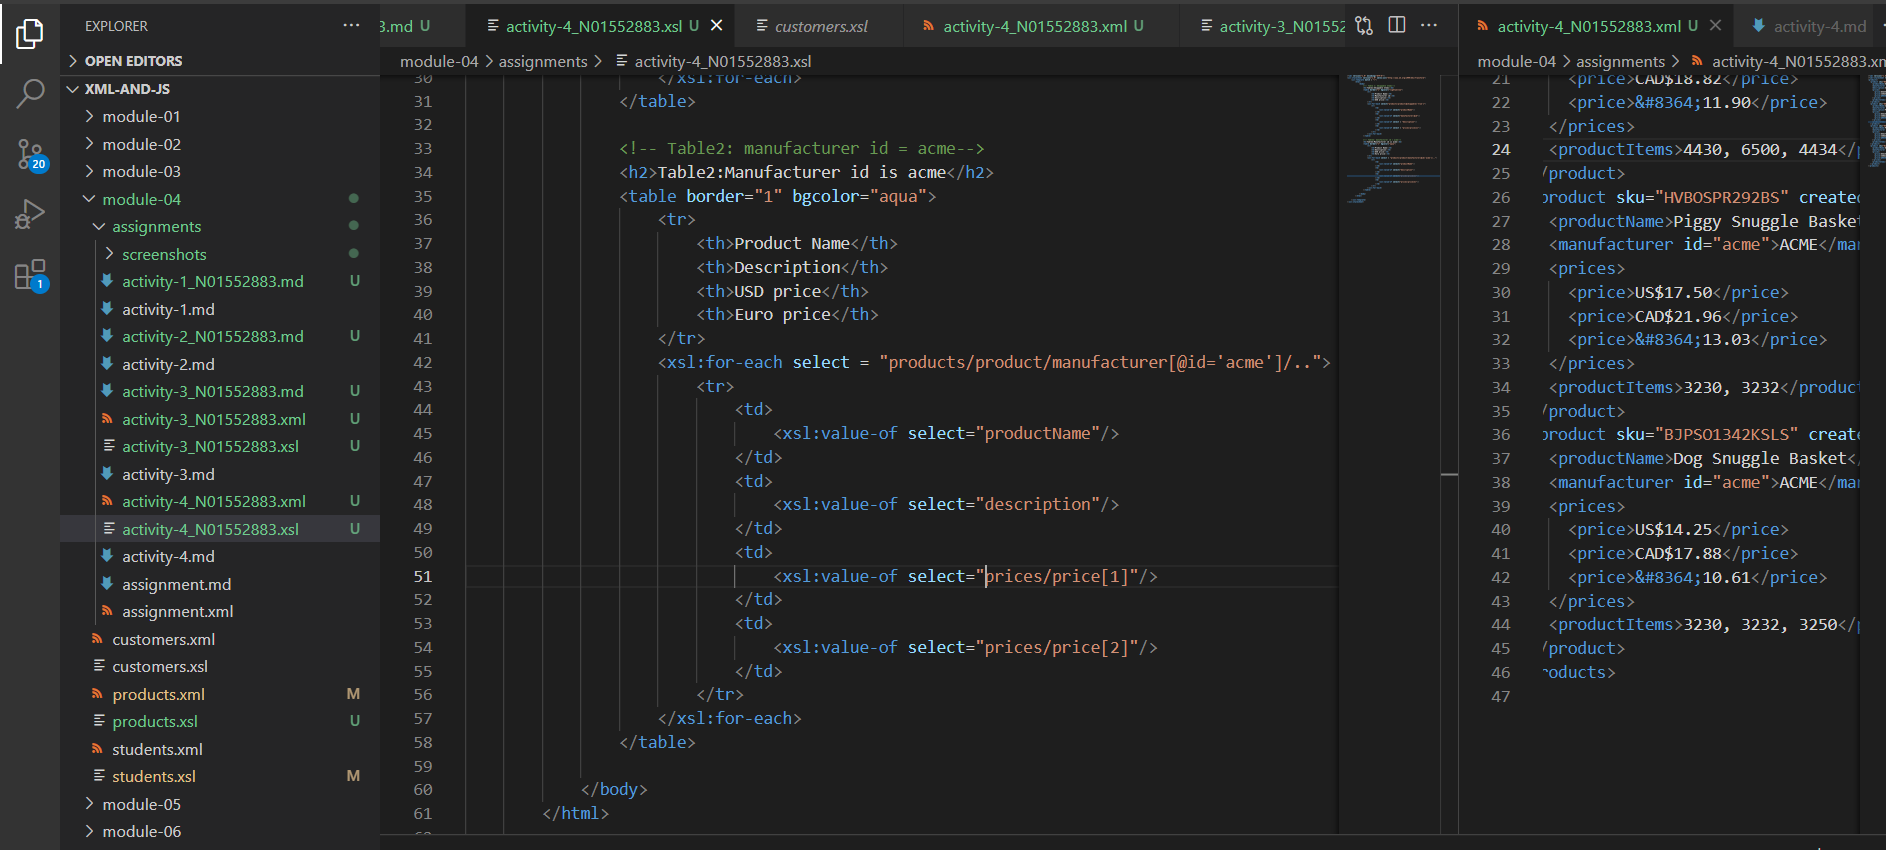 EXPLORER
OPEN EDITORS
XML-AND-JS
module-01
module-02
module-03
module-04
assignments
screenshots
activity-1_N01552883.md U
activity-1.md
activity-2_N01552883.md U
activity-2.md
activity-3_N01552883.md U
activity-3_N01552883.xml U
activity-3_N01552883.xsl U
activity-3.md
activity-4_N01552883.xml U
activity-4_N01552883.xsl U
activity-4.md
assignment.md
assignment.xml
customers.xml
customers.xsl
products.xml M
products.xsl U
students.xml
students.xsl M
module-05
module-06
20
1
3.md U
activity-4_N01552883.xsl U
customers.xsl
activity-4_N01552883.xml U
activity-3_N0155
module-04 > assignments > activity-4_N01552883.xsl
30 </xsl:for-each>
31 </table>
32
33 <!-- Table2: manufacturer id = acme-->
34 <h2>Table2:Manufacturer id is acme</h2>
35 <table border="1" bgcolor="aqua">
36 <tr>
37 <th>Product Name</th>
38 <th>Description</th>
39 <th>USD price</th>
40 <th>Euro price</th>
41 </tr>
42 <xsl:for-each select = "products/product/manufacturer[@id='acme']/..">
43 <tr>
44 <td>
45 <xsl:value-of select="productName"/>
46 </td>
47 <td>
48 <xsl:value-of select="description"/>
49 </td>
50 <td>
51 <xsl:value-of select="prices/price[1]"/>
52 </td>
53 <td>
54 <xsl:value-of select="prices/price[2]"/>
55 </td>
56 </tr>
57 </xsl:for-each>
58 </table>
59
60 </body>
61 </html>
activity-4_N01552883.xml U
activity-4.md
module-04 > assignments > activity-4_N01552883.xm
21 <price>CAD$18.82</price>
22 <price>&#8364;11.90</price>
23 </prices>
24 <productItems>4430, 6500, 4434</
25 /product>
26 product sku="HVBOSPR292BS" created
27 <productName>Piggy Snuggle Basket
28 <manufacturer id="acme">ACME</ma
29 <prices>
30 <price>US$17.50</price>
31 <price>CAD$21.96</price>
32 <price>&#8364;13.03</price>
33 </prices>
34 <productItems>3230, 3232</product
35 /product>
36 product sku="BJPSO1342KSLS" create
37 <productName>Dog Snuggle Basket<
38 <manufacturer id="acme">ACME</ma
39 <prices>
40 <price>US$14.25</price>
41 <price>CAD$17.88</price>
42 <price>&#8364;10.61</price>
43 </prices>
44 <productItems>3230, 3232, 3250</
45 /product>
46 roducts>
47